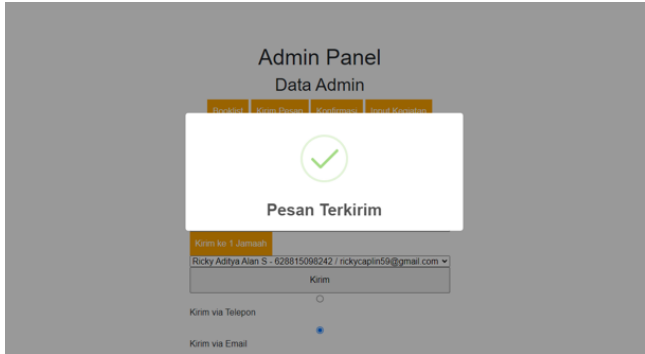 Admin Panel
Data Admin
Booklist Kirim Pesan Konfirmasi Input Kegiatan
Pesan Terkirim
Kirim ke 1 Jamaah
Ricky Aditya Alan S - 628815098242 / rickycaplin59@gmail.com
Kirim
Kirim via Telepon
Kirim via Email